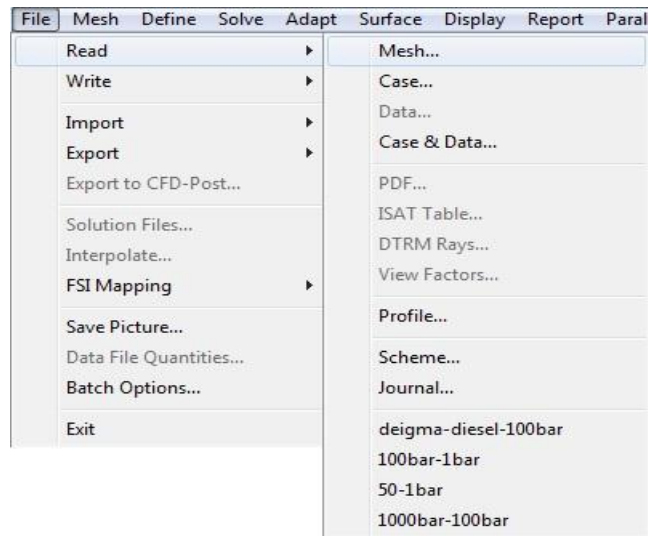 File Mesh Define Solve Adapt Surface Display Report Paral
Read
Write
Import
Export
Export to CFD-Post...
Solution Files...
Interpolate...
FSI Mapping
Save Picture...
Data File Quantities...
Batch Options...
Exit
Mesh...
Case...
Data...
Case & Data...
PDF...
ISAT Table...
DTRM Rays...
View Factors...
Profile...
Scheme...
Journal...
deigma-diesel-100bar
100bar-1bar
50-1bar
1000bar-100bar